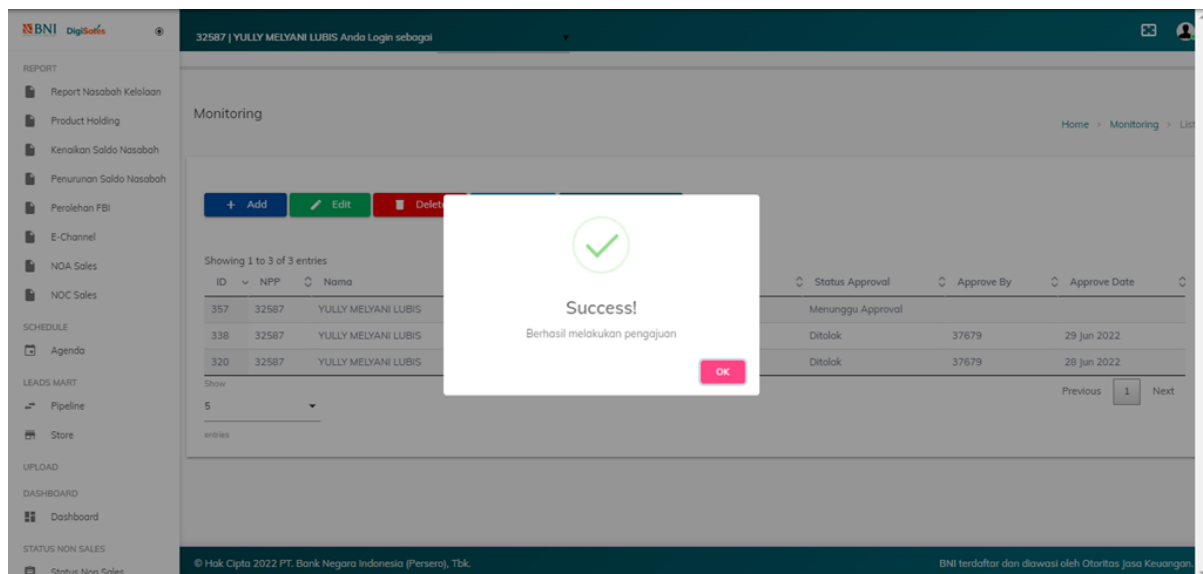 BNI DigiSales
32587 | YULLY MELYANI LUBIS Anda Login sebagai
REPORT
Report Nasabah Kelolaan
Product Holding
Kenaikan Saldo Nasabah
Penurunan Saldo Nasabah
Perolehan FBI
E-Channel
NOA Sales
NOC Sales
SCHEDULE
Agenda
LEADS MART
Pipeline
Store
UPLOAD
DASHBOARD
Dashboard
STATUS NON SALES
Status Non Sales
Monitoring
Home > Monitoring > List
+ Add Edit Delet
Showing 1 to 3 of 3 entries
ID NPP Nama Status Approval Approve By Approve Date
357 32587 YULLY MELYANI LUBIS Menunggu Approval
338 32587 YULLY MELYANI LUBIS Ditolak 37679 29 Jun 2022
320 32587 YULLY MELYANI LUBIS Ditolak 37679 28 Jun 2022
Show
5
entries
Previous 1 Next
Success!
Berhasil melakukan pengajuan
OK
© Hak Cipta 2022 PT. Bank Negara Indonesia (Persero), Tbk.
BNI terdaftar dan diawasi oleh Otoritas Jasa Keuangan.